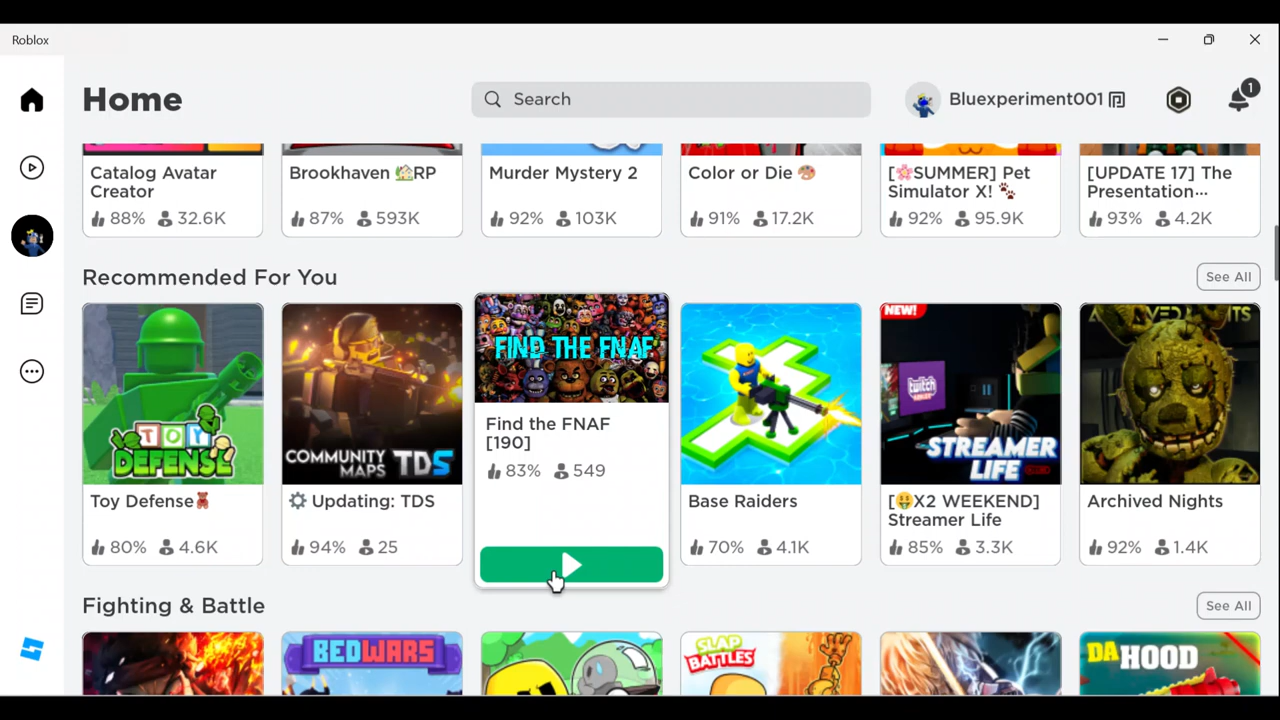 Roblox
Home
Search
Bluexperiment001
1
Catalog Avatar
Creator
88% 32.6K
Brookhaven 🏡RP
87% 593K
Murder Mystery 2
92% 103K
Color or Die 🎨
91% 17.2K
[🌸SUMMER] Pet
Simulator X! 🐾
92% 95.9K
[UPDATE 17] The
Presentation...
93% 4.2K
Recommended For You
See All
TOY
DEFENSE
Toy Defense🧸
80% 4.6K
COMMUNITY
MAPS TDS
⚙️ Updating: TDS
94% 25
FIND THE FNAF
Find the FNAF
[190]
83% 549
Base Raiders
70% 4.1K
NEW!
twitch
STREAMER
LIFE
[🤑X2 WEEKEND]
Streamer Life
85% 3.3K
Archived Nights
92% 1.4K
Fighting & Battle
See All
BEDWARS
SLAP
BATTLES
DA HOOD